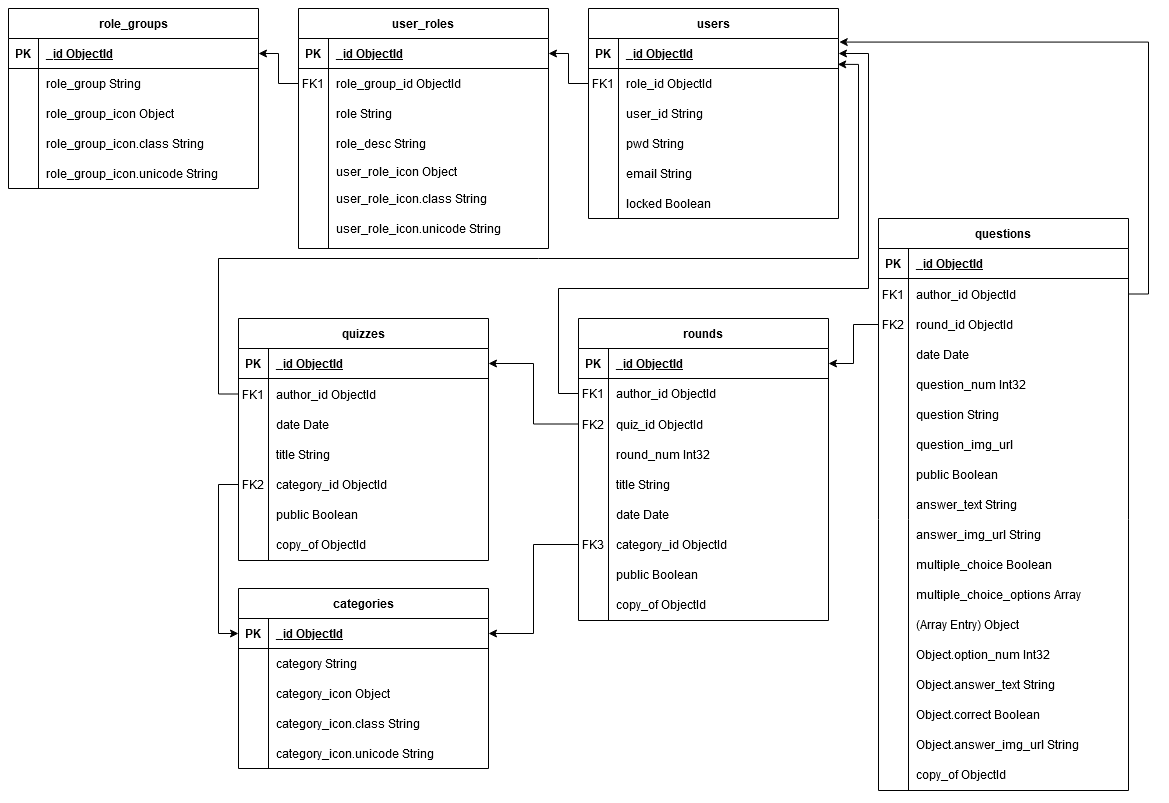 role_groups
PK _id ObjectId
role_group String
role_group_icon Object
role_group_icon.class String
role_group_icon.unicode String
user_roles
PK _id ObjectId
FK1 role_group_id ObjectId
role String
role_desc String
user_role_icon Object
user_role_icon.class String
user_role_icon.unicode String
users
PK _id ObjectId
FK1 role_id ObjectId
user_id String
pwd String
email String
locked Boolean
quizzes
PK _id ObjectId
FK1 author_id ObjectId
date Date
title String
FK2 category_id ObjectId
public Boolean
copy_of ObjectId
rounds
PK _id ObjectId
FK1 author_id ObjectId
FK2 quiz_id ObjectId
round_num Int32
title String
date Date
FK3 category_id ObjectId
public Boolean
copy_of ObjectId
questions
PK _id ObjectId
FK1 author_id ObjectId
FK2 round_id ObjectId
date Date
question_num Int32
question String
question_img_url
public Boolean
answer_text String
answer_img_url String
multiple_choice Boolean
multiple_choice_options Array
(Array Entry) Object
Object.option_num Int32
Object.answer_text String
Object.correct Boolean
Object.answer_img_url String
copy_of ObjectId
categories
PK _id ObjectId
category String
category_icon Object
category_icon.class String
category_icon.unicode String